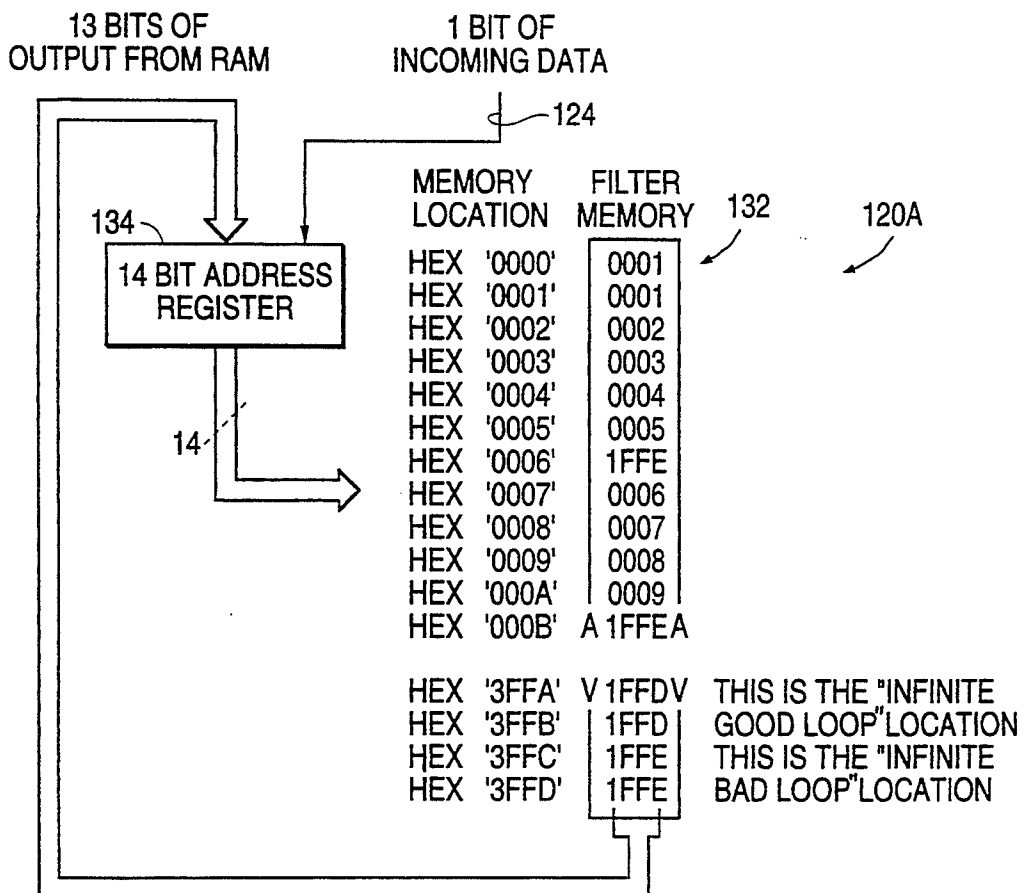 13 BITS OF
OUTPUT FROM RAM
1 BIT OF
INCOMING DATA
124
MEMORY
LOCATION
FILTER
MEMORY
132
120A
134
14 BIT ADDRESS
REGISTER
14
HEX '0000' 0001
HEX '0001' 0001
HEX '0002' 0002
HEX '0003' 0003
HEX '0004' 0004
HEX '0005' 0005
HEX '0006' 1FFE
HEX '0007' 0006
HEX '0008' 0007
HEX '0009' 0008
HEX '000A' 0009
HEX '000B' A 1FFE A
HEX '3FFA' V 1FFD V THIS IS THE "INFINITE
HEX '3FFB' 1FFD GOOD LOOP" LOCATION
HEX '3FFC' 1FFE THIS IS THE "INFINITE
HEX '3FFD' 1FFE BAD LOOP" LOCATION